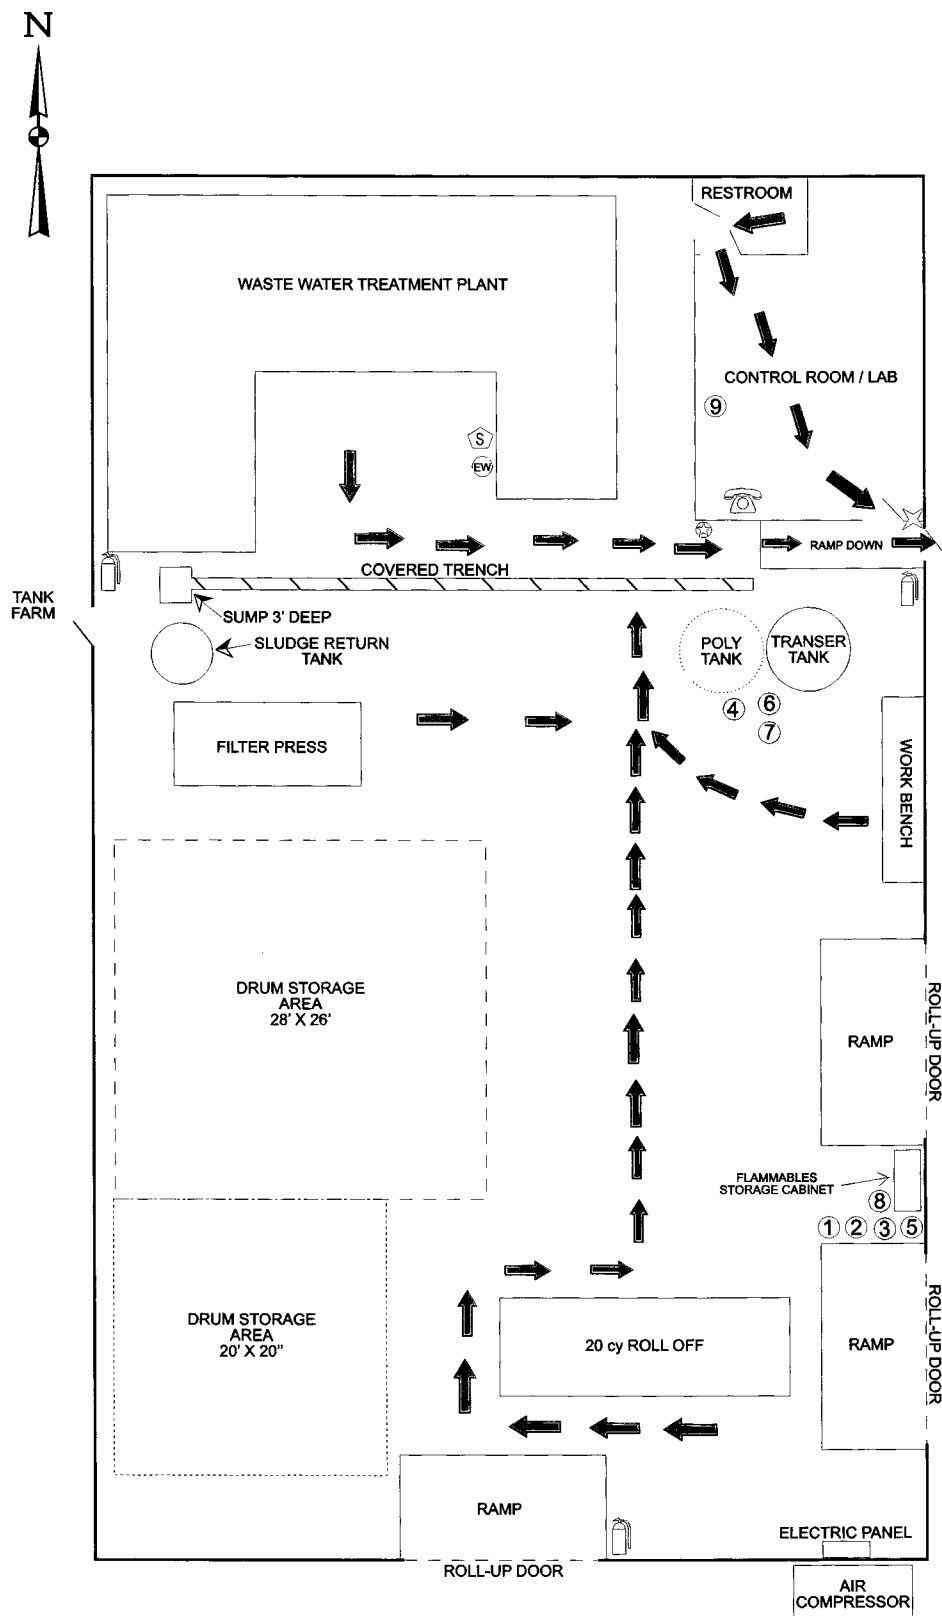 N
RESTROOM
WASTE WATER TREATMENT PLANT
CONTROL ROOM / LAB
9
S
EW
RAMP DOWN
COVERED TRENCH
TANK
FARM
SUMP 3' DEEP
SLUDGE RETURN
TANK
POLY
TANK
TRANSER
TANK
4
6
7
FILTER PRESS
WORK BENCH
DRUM STORAGE
AREA
28' X 26'
RAMP
ROLL-UP DOOR
FLAMMABLES
STORAGE CABINET
8
1 2 3 5
DRUM STORAGE
AREA
20' X 20"
20 cy ROLL OFF
RAMP
ROLL-UP DOOR
RAMP
ROLL-UP DOOR
ELECTRIC PANEL
AIR
COMPRESSOR